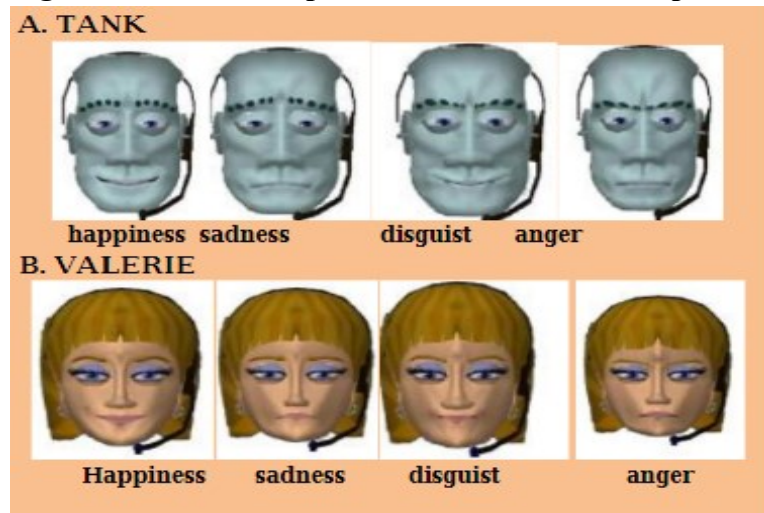 A. TANK
happiness sadness disguist anger
B. VALERIE
Happiness sadness disguist anger